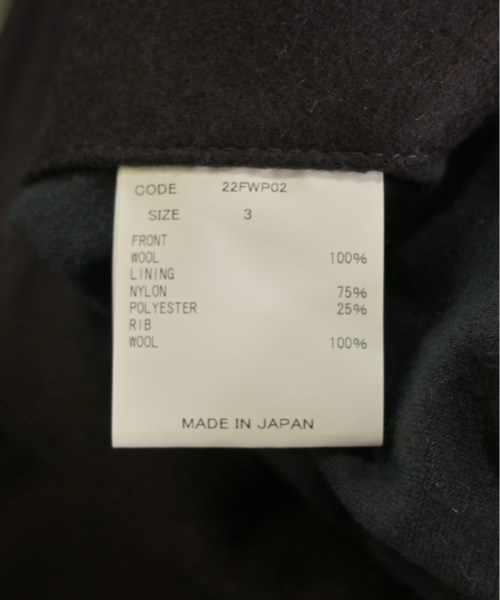 CODE. 22FWP02
SIZE 3
FRONT
WOOL 100%
LINING
NYLON 75%
POLYESTER 25%
RIB
WOOL 100%
MADE IN JAPAN